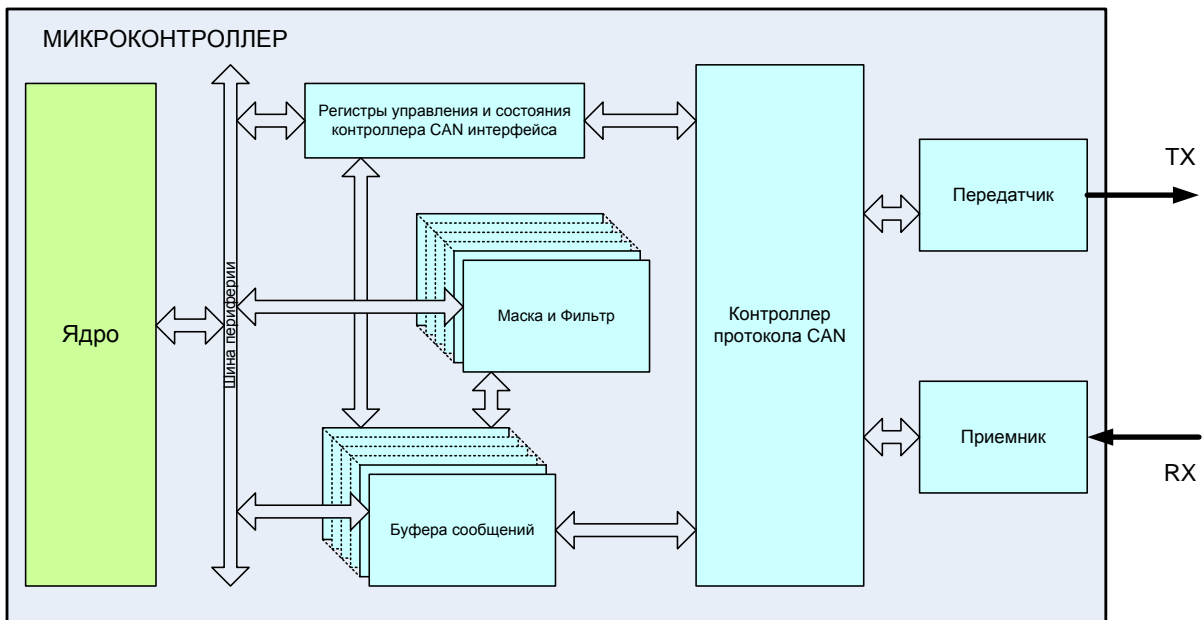 МИКРОКОНТРОЛЛЕР
Регистры управления и состояния
контроллера CAN интерфейса
TX
Передатчик
Шина периферии
Маска и Фильтр
Ядро
Контроллер
протокола CAN
Приемник
RX
Буфера сообщений